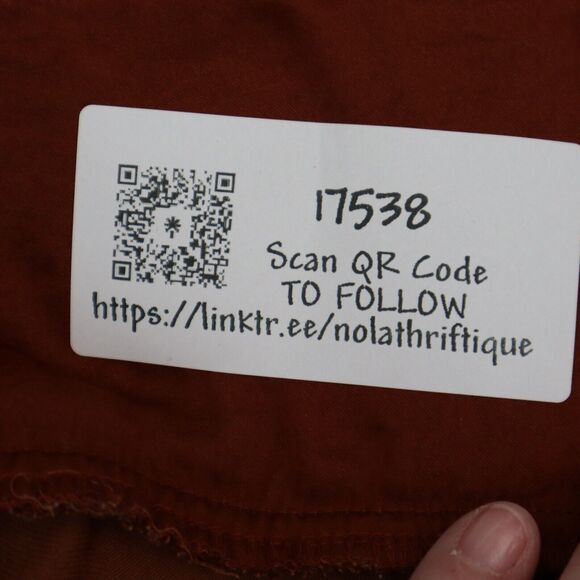 17538
Scan QR Code
TO FOLLOW
https://linktr.ee/nolathriftique